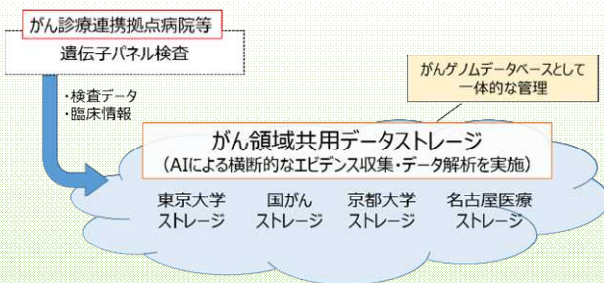 がん診療連携拠点病院等
遺伝子パネル検査
・検査データ
・臨床情報
がんゲノムデータベースとして
一体的な管理
がん領域共用データストレージ
（AIによる横断的なエビデンス収集・データ解析を実施）
東京大学 国がん 京都大学 名古屋医療
ストレージ ストレージ ストレージ ストレージ